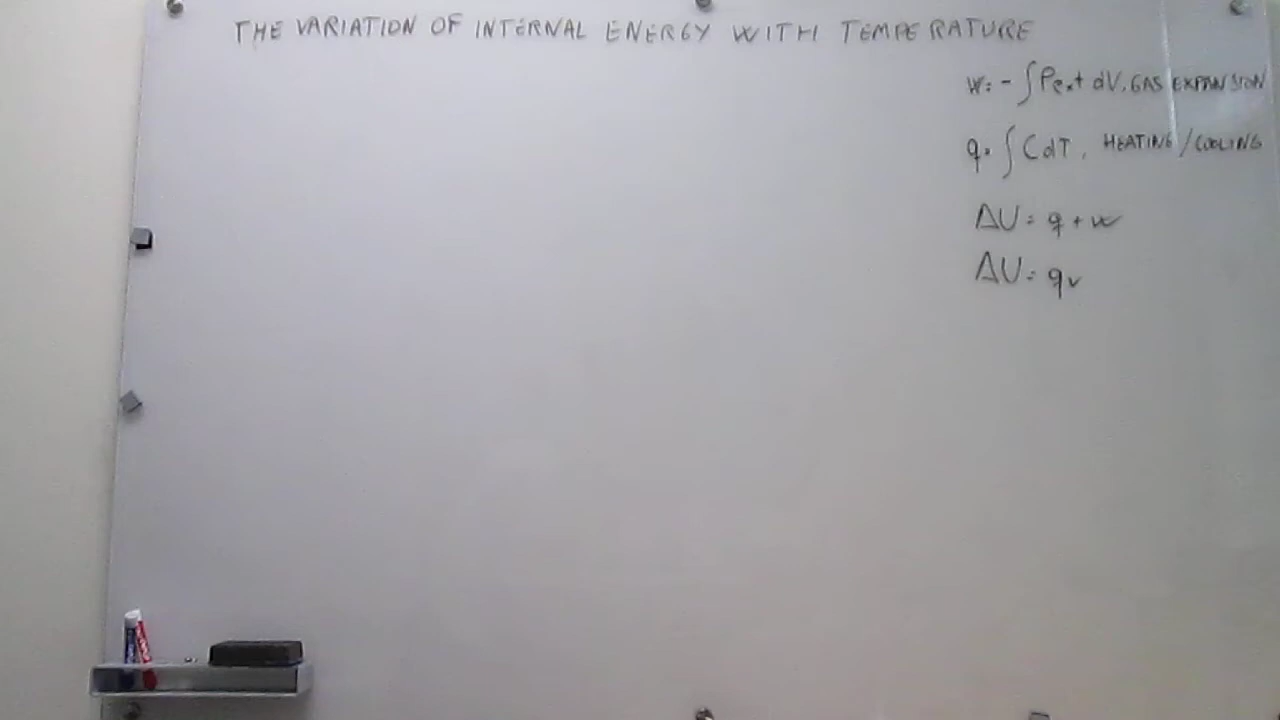 THE VARIATION OF INTERNAL ENERGY WITH TEMPERATURE
w = - ∫ Pext dV, GAS EXPANSION
q = ∫ C dT, HEATING / COOLING
ΔU = q + w
ΔU = qv